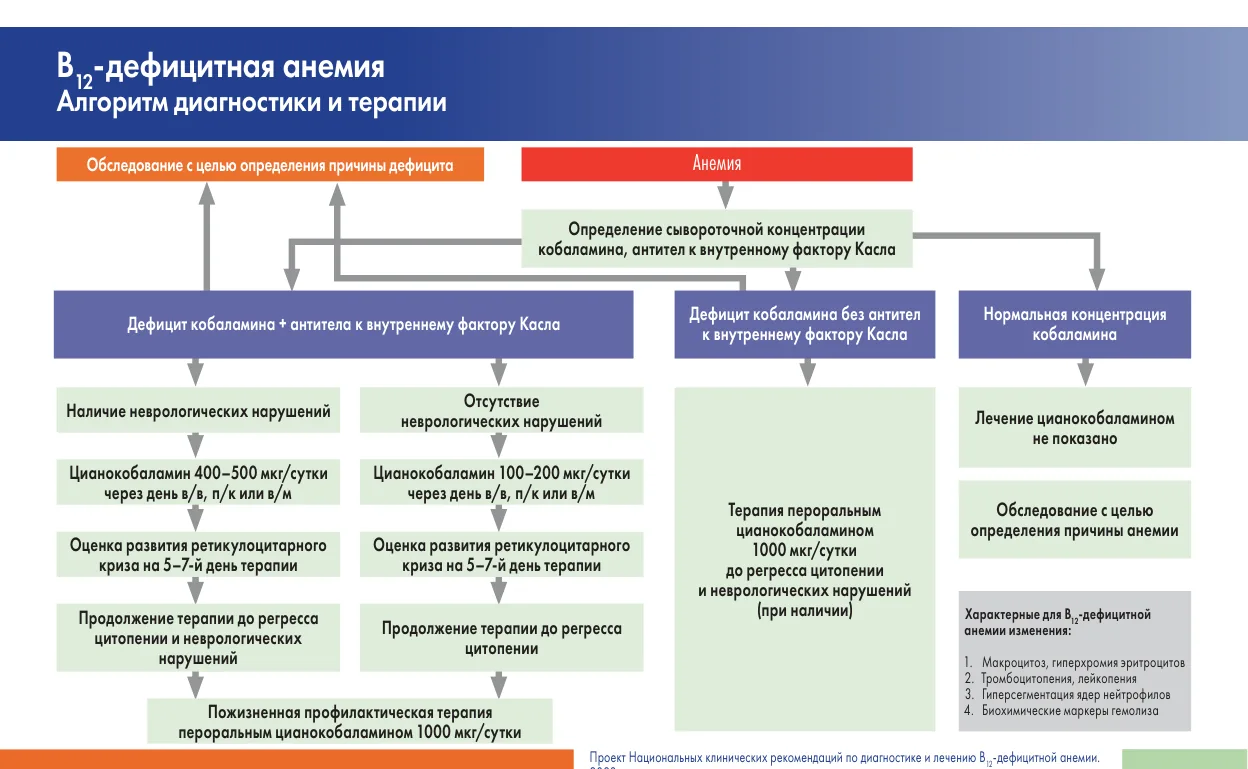 B12-дефицитная анемия
Алгоритм диагностики и терапии
Обследование с целью определения причины дефицита
Анемия
Определение сывороточной концентрации
кобаламина, антител к внутренному фактору Касла
Дефицит кобаламина + антитела к внутреннему фактору Касла
Дефицит кобаламина без антител
к внутреннему фактору Касла
Нормальная концентрация
кобаламина
Наличие неврологических нарушений
Цианокобаламин 400–500 мкг/сутки
через день в/в, п/к или в/м
Оценка развития ретикулоцитарного
криза на 5–7-й день терапии
Продолжение терапии до регресса
цитопении и неврологических
нарушений
Отсутствие
неврологических нарушений
Цианокобаламин 100–200 мкг/сутки
через день в/в, п/к или в/м
Оценка развития ретикулоцитарного
криза на 5–7-й день терапии
Продолжение терапии до регресса
цитопении
Пожизненная профилактическая терапия
пероральным цианокобаламином 1000 мкг/сутки
Терапия пероральным
цианокобаламином
1000 мкг/сутки
до регресса цитопении
и неврологических нарушений
(при наличии)
Лечение цианокобаламином
не показано
Обследование с целью
определения причины анемии
Характерные для B12-дефицитной
анемии изменения:
1. Макроцитоз, гиперхромия эритроцитов
2. Тромбоцитопения, лейкопения
3. Гиперсегментация ядер нейтрофилов
4. Биохимические маркеры гемолиза
Проект Национальных клинических рекомендаций по диагностике и лечению B12-дефицитной анемии.